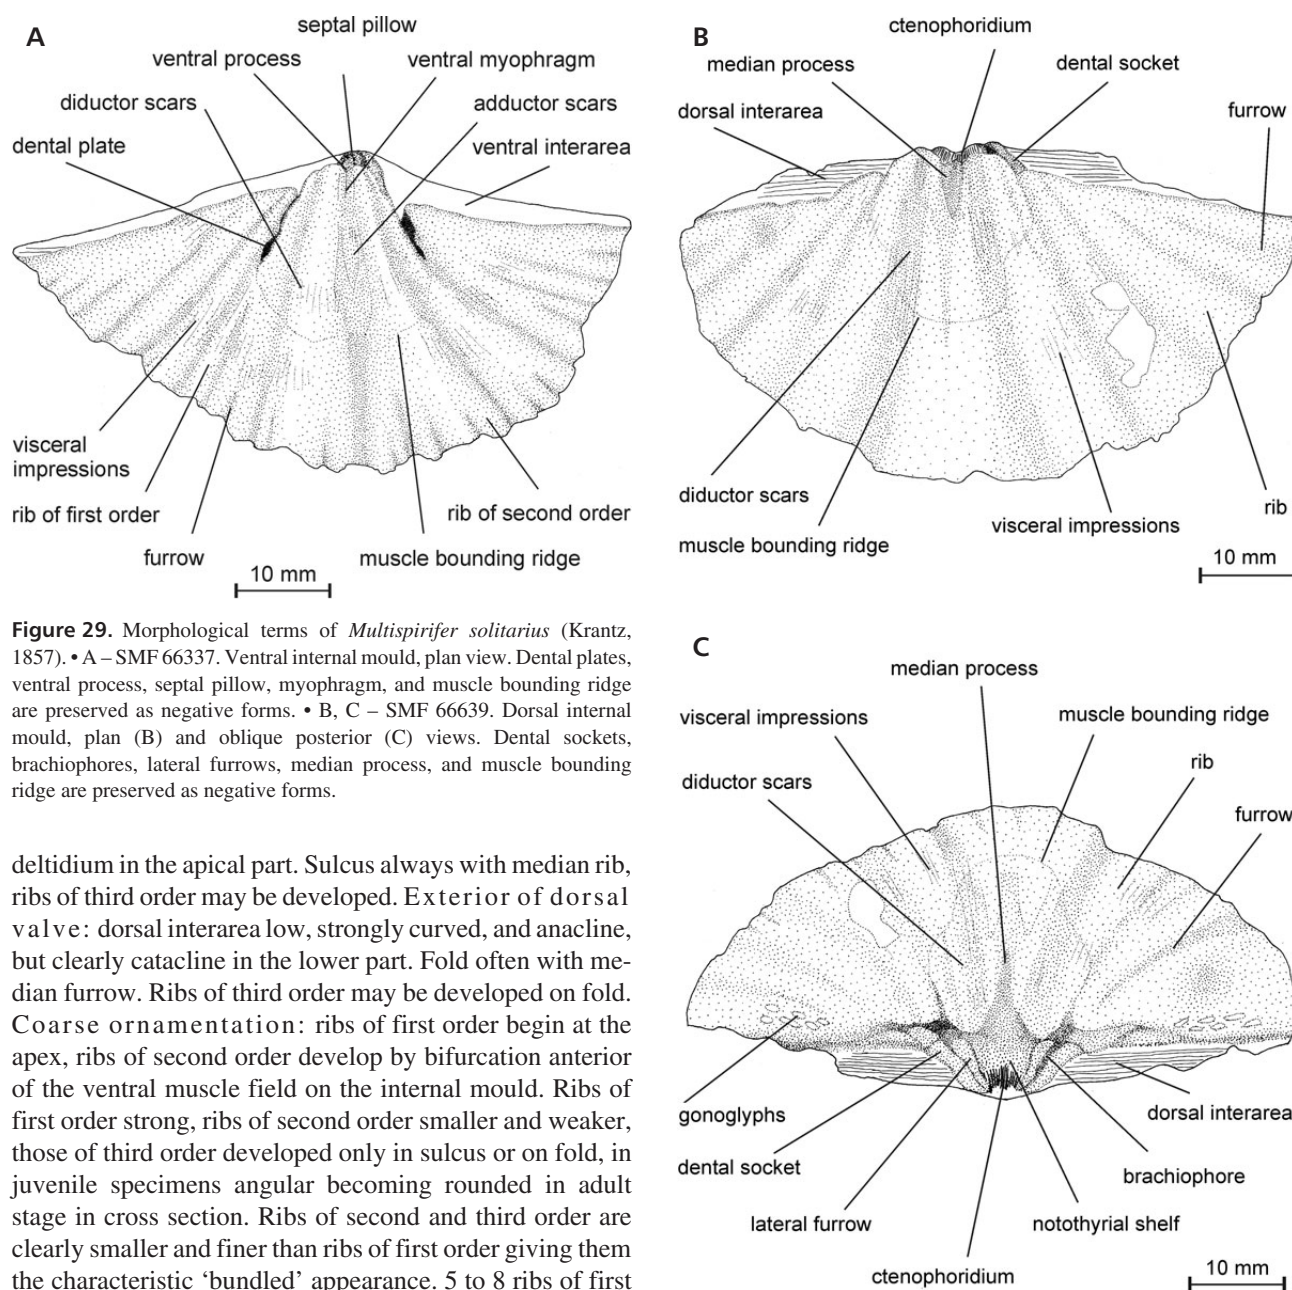 A
septal pillow
ventral process
ventral myophragm
diductor scars
adductor scars
dental plate
ventral interarea
visceral
impressions
rib of first order
rib of second order
furrow
muscle bounding ridge
10 mm
Figure 29. Morphological terms of Multispirifer solitarius (Krantz,
1857). • A – SMF 66337. Ventral internal mould, plan view. Dental plates,
ventral process, septal pillow, myophragm, and muscle bounding ridge
are preserved as negative forms. • B, C – SMF 66639. Dorsal internal
mould, plan (B) and oblique posterior (C) views. Dental sockets,
brachiophores, lateral furrows, median process, and muscle bounding
ridge are preserved as negative forms.
deltidium in the apical part. Sulcus always with median rib,
ribs of third order may be developed. Exterior of dorsal
valve: dorsal interarea low, strongly curved, and anacline,
but clearly catacline in the lower part. Fold often with me-
dian furrow. Ribs of third order may be developed on fold.
Coarse ornamentation: ribs of first order begin at the
apex, ribs of second order develop by bifurcation anterior
of the ventral muscle field on the internal mould. Ribs of
first order strong, ribs of second order smaller and weaker,
those of third order developed only in sulcus or on fold, in
juvenile specimens angular becoming rounded in adult
stage in cross section. Ribs of second and third order are
clearly smaller and finer than ribs of first order giving them
the characteristic ‘bundled’ appearance. 5 to 8 ribs of first
B
ctenophoridium
median process
dental socket
dorsal interarea
furrow
diductor scars
rib
visceral impressions
muscle bounding ridge
10 mm
C
median process
visceral impressions
muscle bounding ridge
rib
diductor scars
furrow
gonoglyphs
dorsal interarea
dental socket
brachiophore
lateral furrow
notothyrial shelf
ctenophoridium
10 mm